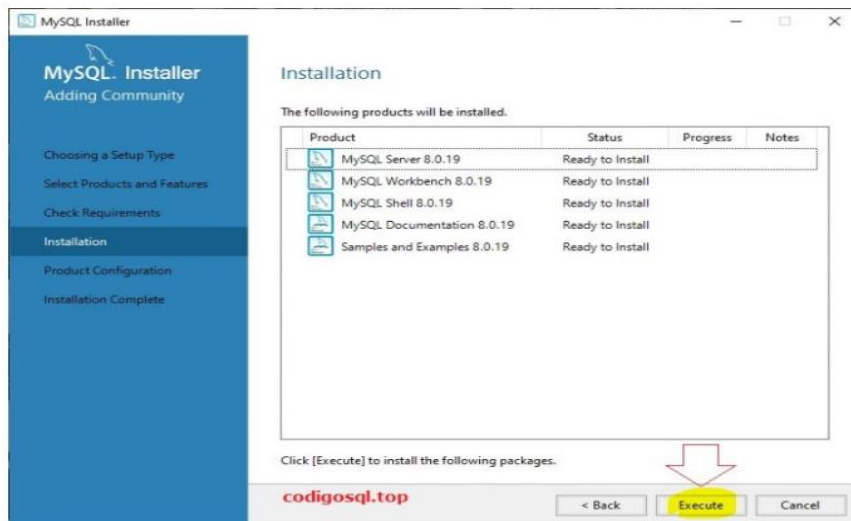 MySQL Installer
MySQL. Installer
Adding Community
Choosing a Setup Type
Select Products and Features
Check Requirements
Installation
Product Configuration
Installation Complete
Installation
The following products will be installed.
Product Status Progress Notes
MySQL Server 8.0.19 Ready to Install
MySQL Workbench 8.0.19 Ready to Install
MySQL Shell 8.0.19 Ready to Install
MySQL Documentation 8.0.19 Ready to Install
Samples and Examples 8.0.19 Ready to Install
Click [Execute] to install the following packages.
codigosql.top
< Back Execute Cancel